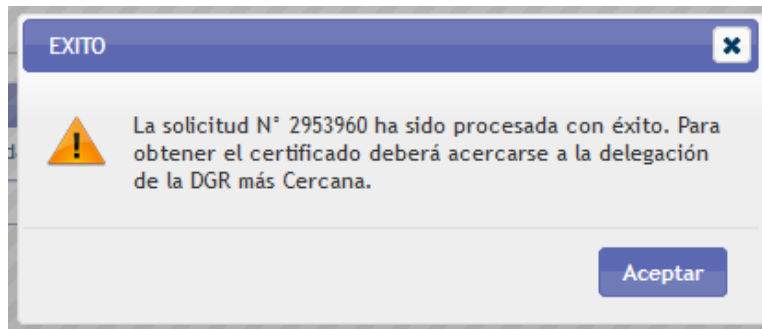 EXITO
La solicitud N° 2953960 ha sido procesada con éxito. Para
obtener el certificado deberá acercarse a la delegación
de la DGR más Cercana.
Aceptar